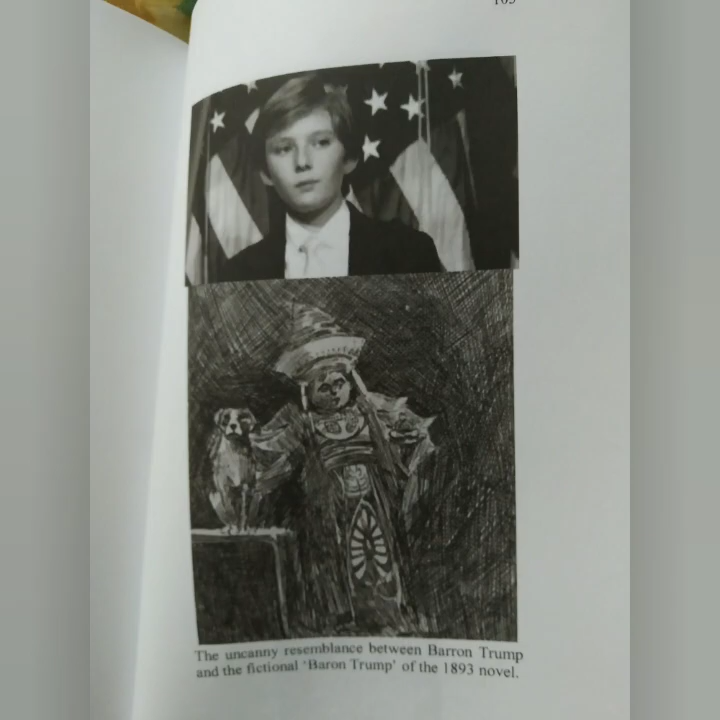 The uncanny resemblance between Barron Trump
and the fictional 'Baron Trump' of the 1893 novel.